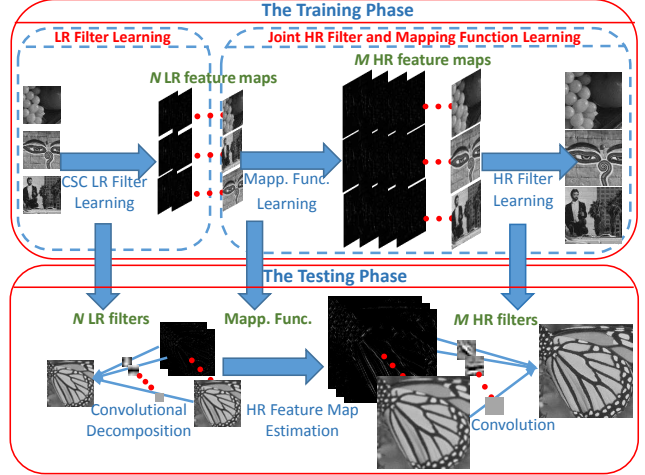 The Training Phase
LR Filter Learning
Joint HR Filter and Mapping Function Learning
N LR feature maps
M HR feature maps
CSC LR Filter
Learning
Mapp. Func.
Learning
HR Filter
Learning
The Testing Phase
N LR filters
Mapp. Func.
M HR filters
Convolutional
Decomposition
HR Feature Map
Estimation
Convolution